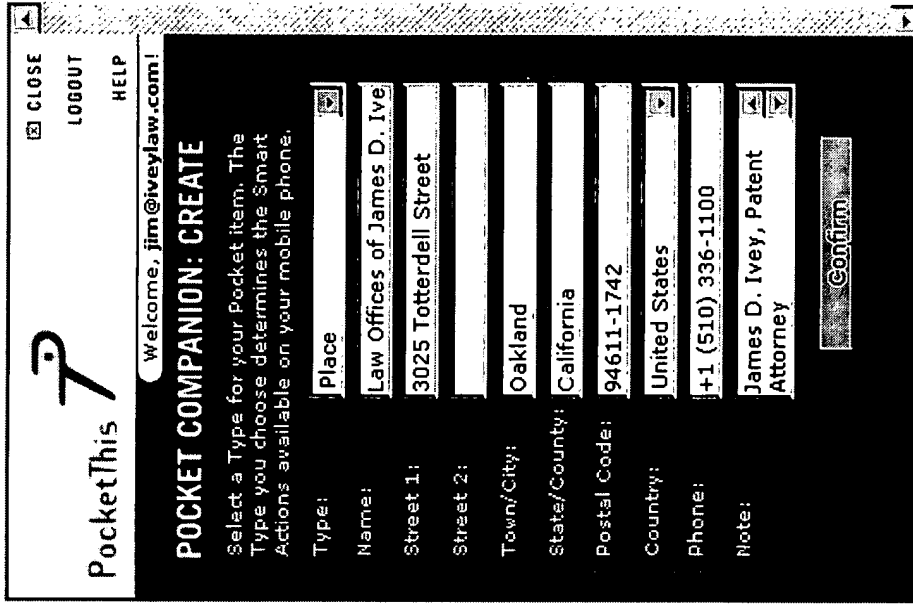 PocketThis
CLOSE
LOGOUT
HELP
Welcome, jim@iveylaw.com!
POCKET COMPANION: CREATE
Select a Type for your Pocket item. The
Type you choose determines the Smart
Actions available on your mobile phone.
Type: Place
Name: Law Offices of James D. Ive
Street 1: 3025 Totterdell Street
Street 2:
Town/City: Oakland
State/County: California
Postal Code: 94611-1742
Country: United States
Phone: +1 (510) 336-1100
Note: James D. Ivey, Patent
Attorney
Confirm